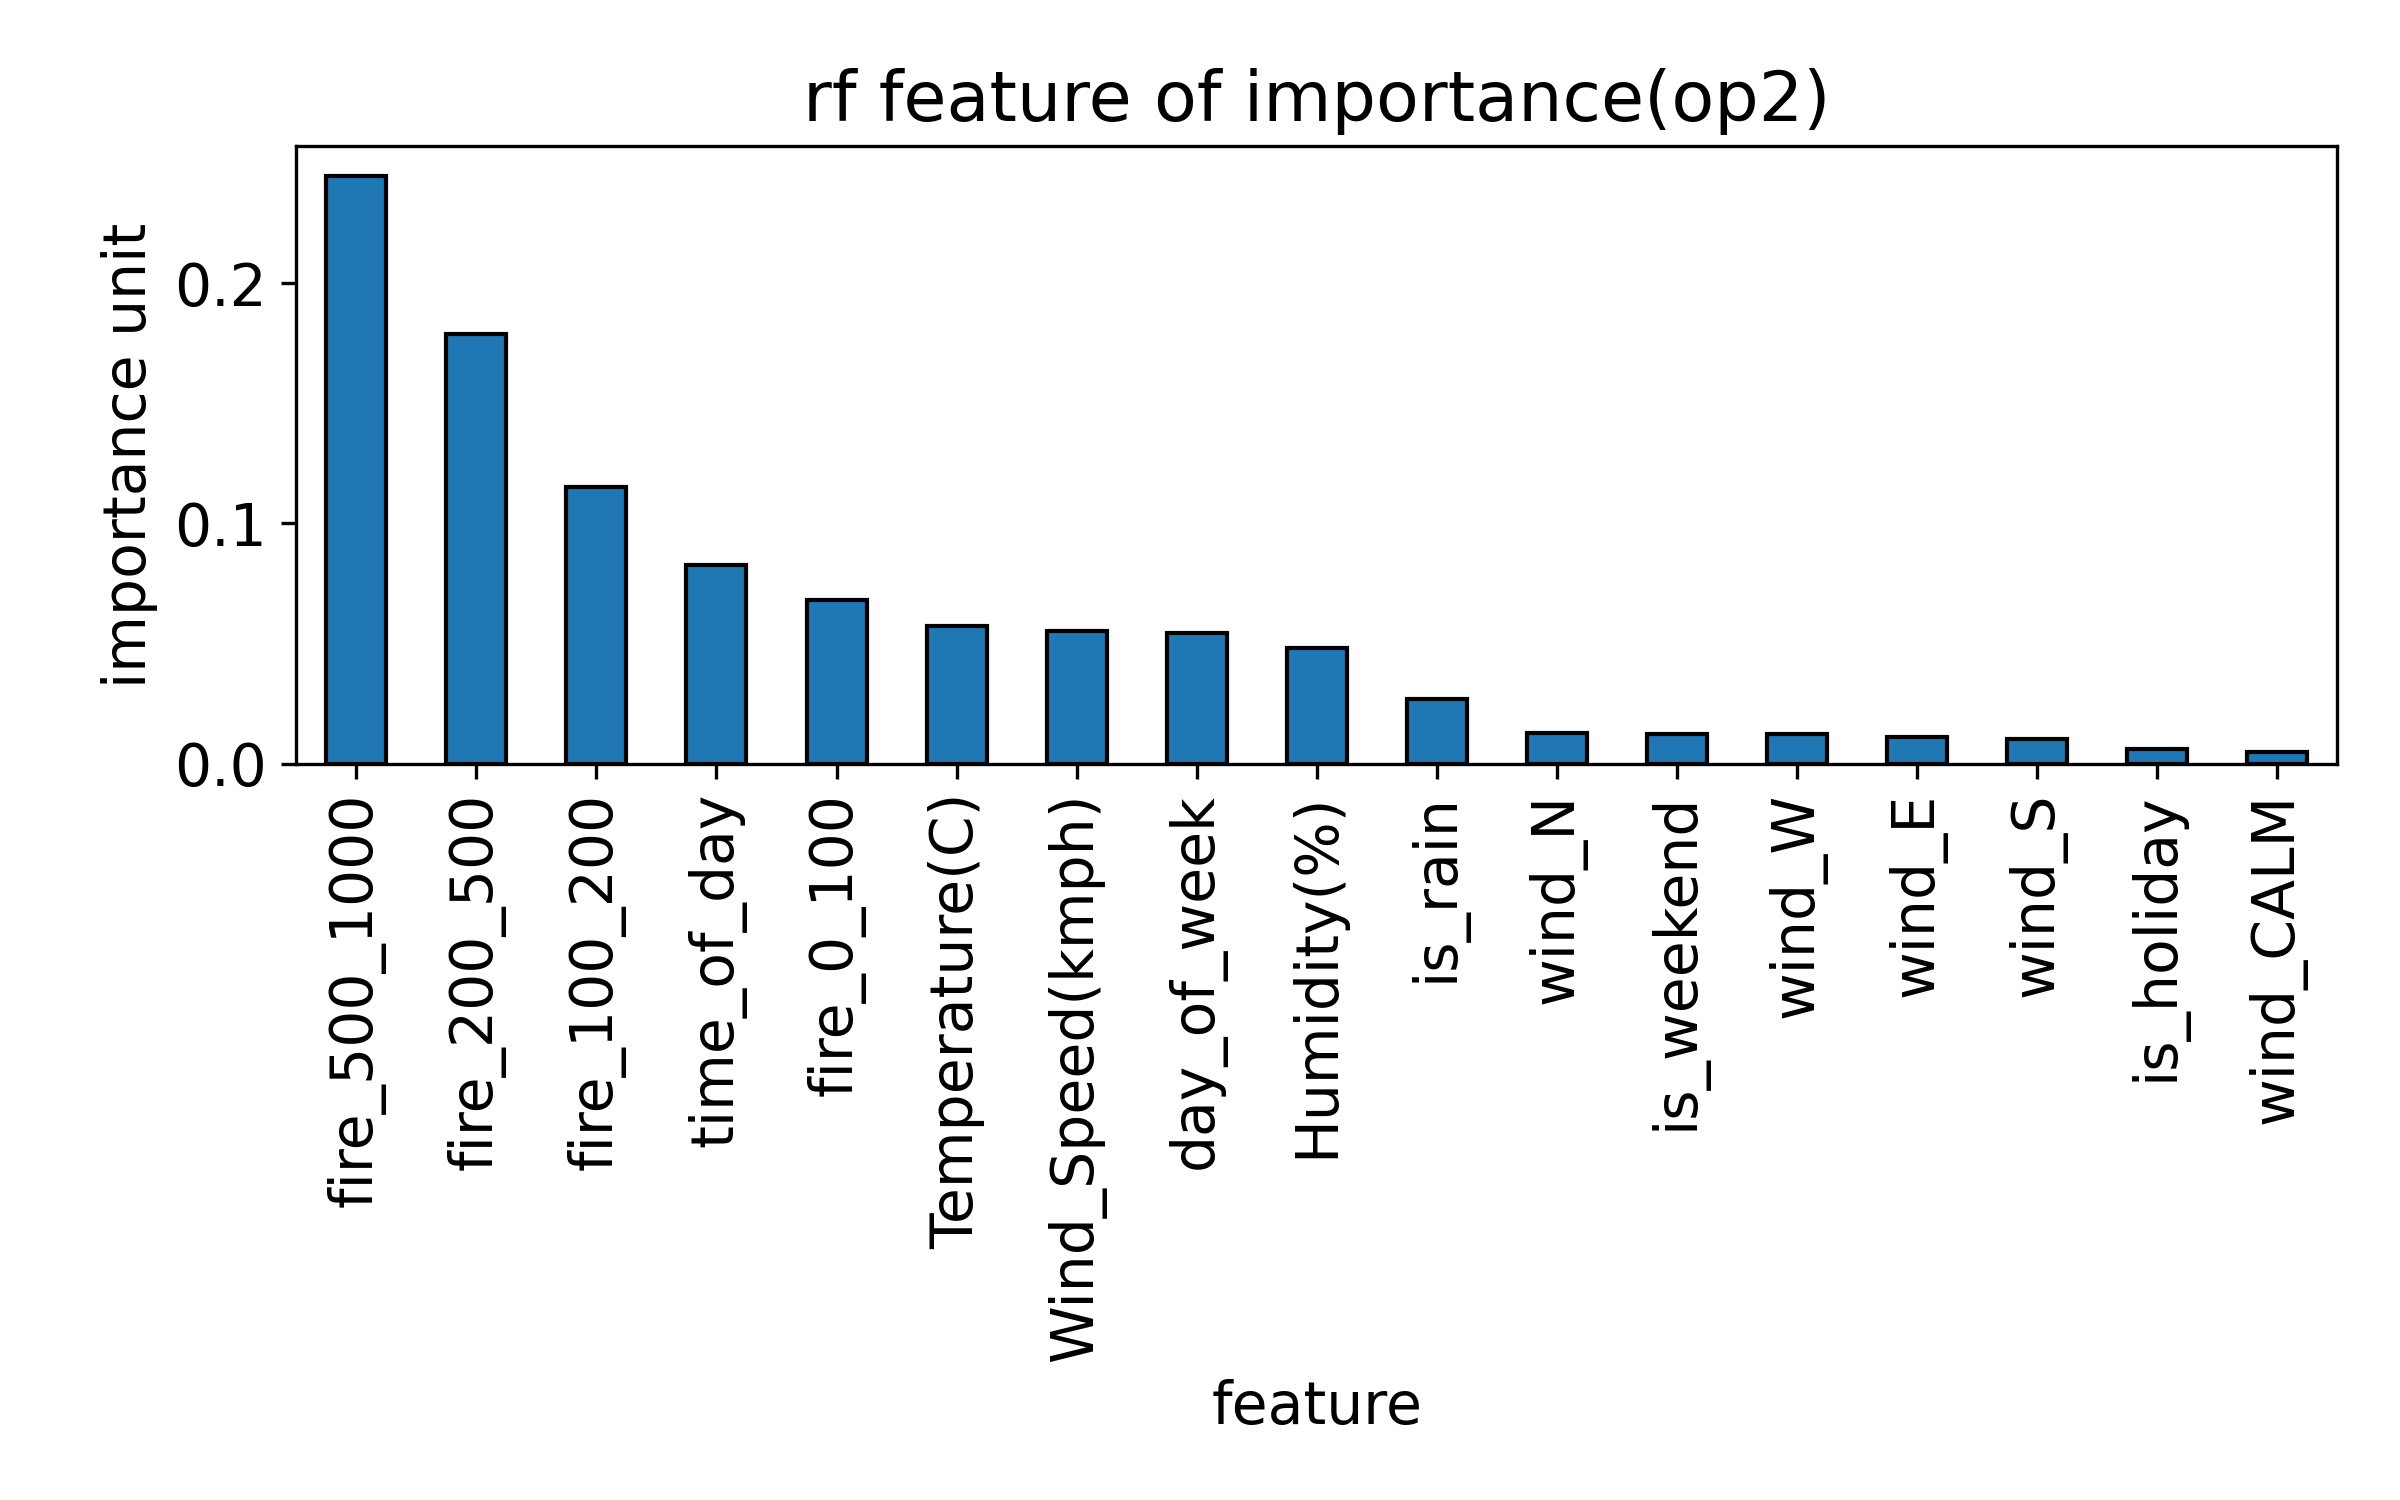 rf feature of importance(op2)
importance unit
0.2
0.1
0.0
fire_500_1000
fire_200_500
fire_100_200
time_of_day
fire_0_100
Temperature(C)
Wind_Speed(kmph)
day_of_week
Humidity(%)
is_rain
wind_N
is_weekend
wind_W
wind_E
wind_S
is_holiday
wind_CALM
feature